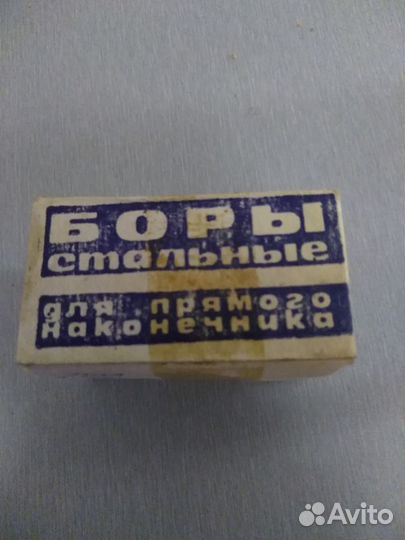 БОРЫ
стальные
для прямого
наконечника
Avito